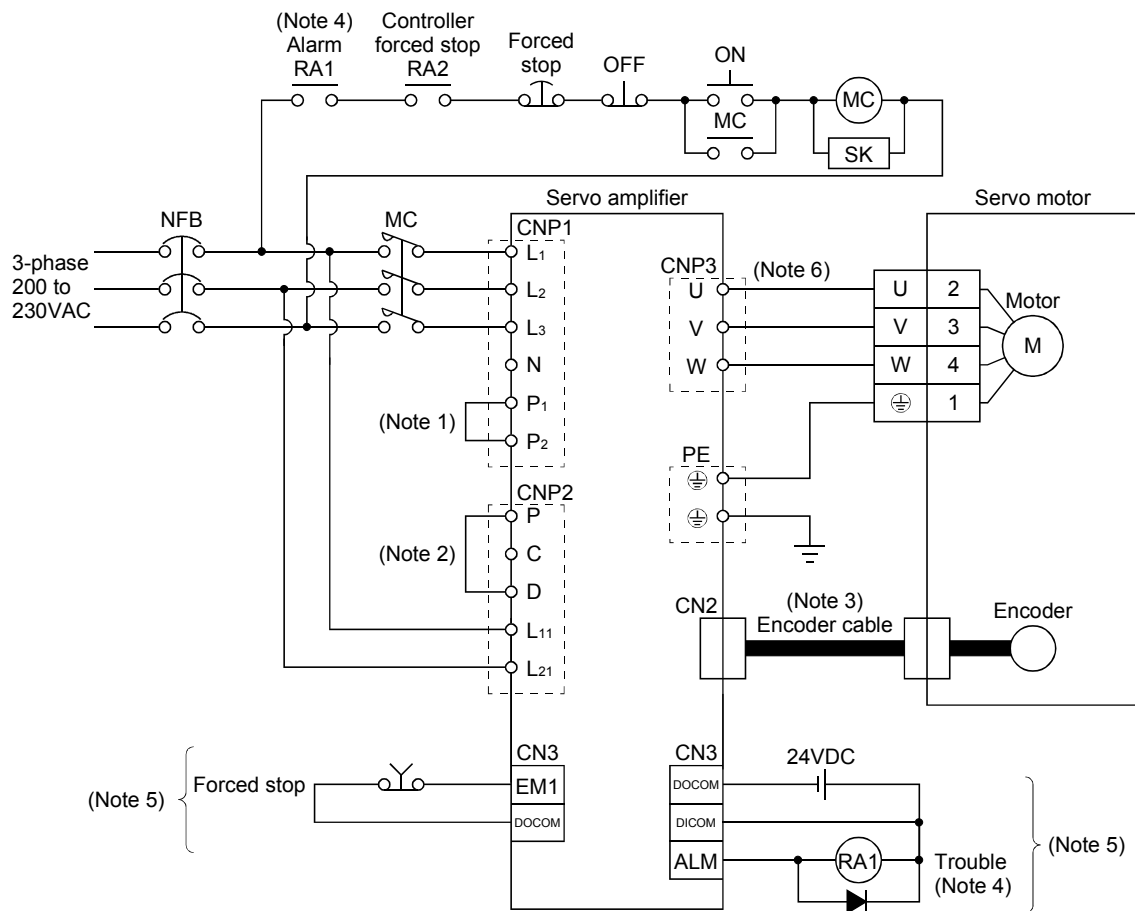 (Note 4)
Alarm
RA1
Controller
forced stop
RA2
Forced
stop
OFF
ON
MC
MC
SK
NFB
MC
3-phase
200 to
230VAC
Servo amplifier
Servo motor
CNP1
L1
L2
L3
N
P1
P2
(Note 1)
CNP2
P
C
D
L11
L21
(Note 2)
CNP3
U
V
W
(Note 6)
U 2
V 3
W 4
1
Motor
M
PE
CN2
(Note 3)
Encoder cable
Encoder
(Note 5)
Forced stop
CN3
EM1
DOCOM
CN3
DOCOM
DICOM
ALM
24VDC
RA1
Trouble
(Note 4)
(Note 5)